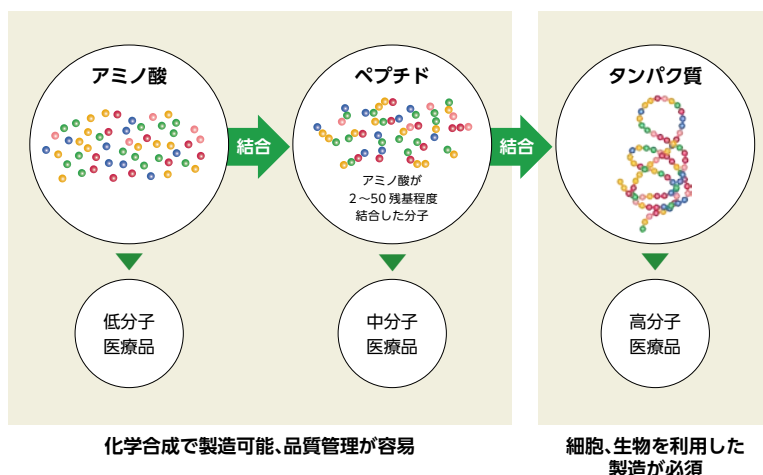 アミノ酸
結合
ペプチド
アミノ酸が
2〜50残基程度
結合した分子
結合
タンパク質
低分子
医療品
中分子
医療品
高分子
医療品
化学合成で製造可能、品質管理が容易
細胞、生物を利用した
製造が必須